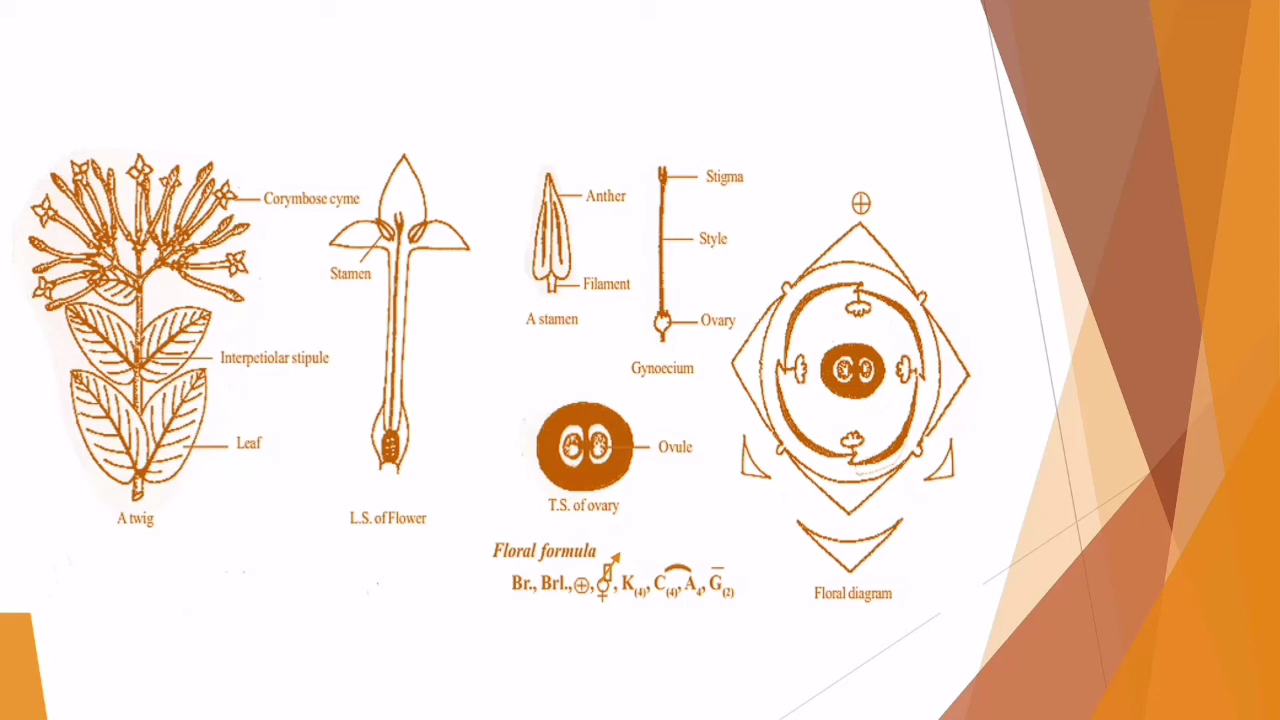 Corymbose cyme
Interpetiolar stipule
Leaf
A twig
Stamen
L.S. of Flower
Anther
Filament
A stamen
Stigma
Style
Ovary
Gynoecium
Ovule
T.S. of ovary
Floral formula
Br., Brl., ⊕, ⚥, K(4), C(4), A4, G̅(2)
Floral diagram